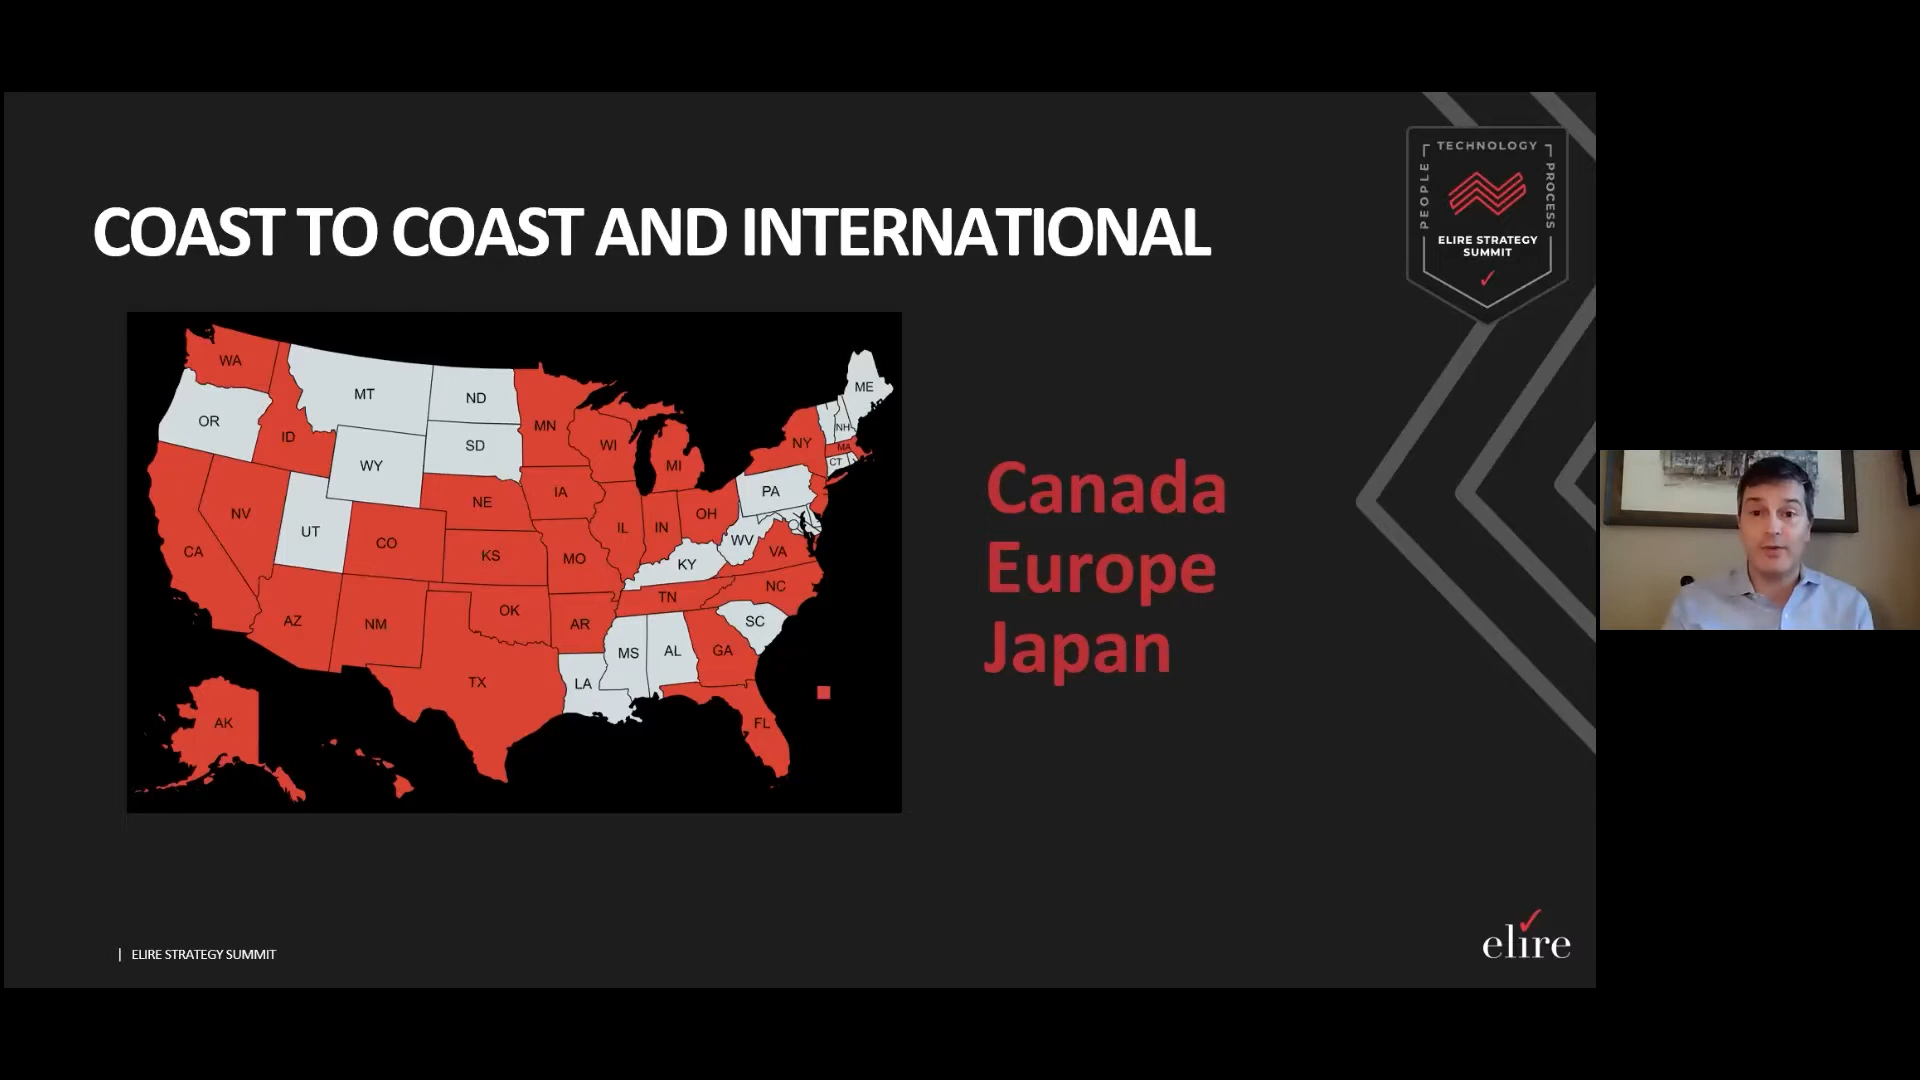 TECHNOLOGY
PEOPLE
PROCESS
ELIRE STRATEGY
SUMMIT
COAST TO COAST AND INTERNATIONAL
WA
MT
ND
MN
ME
OR
ID
SD
WI
NY
NH
MA
WY
MI
CT
NE
IA
PA
NV
UT
CO
IL
IN
OH
CA
KS
MO
WV
VA
KY
AZ
NM
OK
AR
TN
NC
TX
LA
MS
AL
GA
SC
AK
FL
Canada
Europe
Japan
| ELIRE STRATEGY SUMMIT
elire